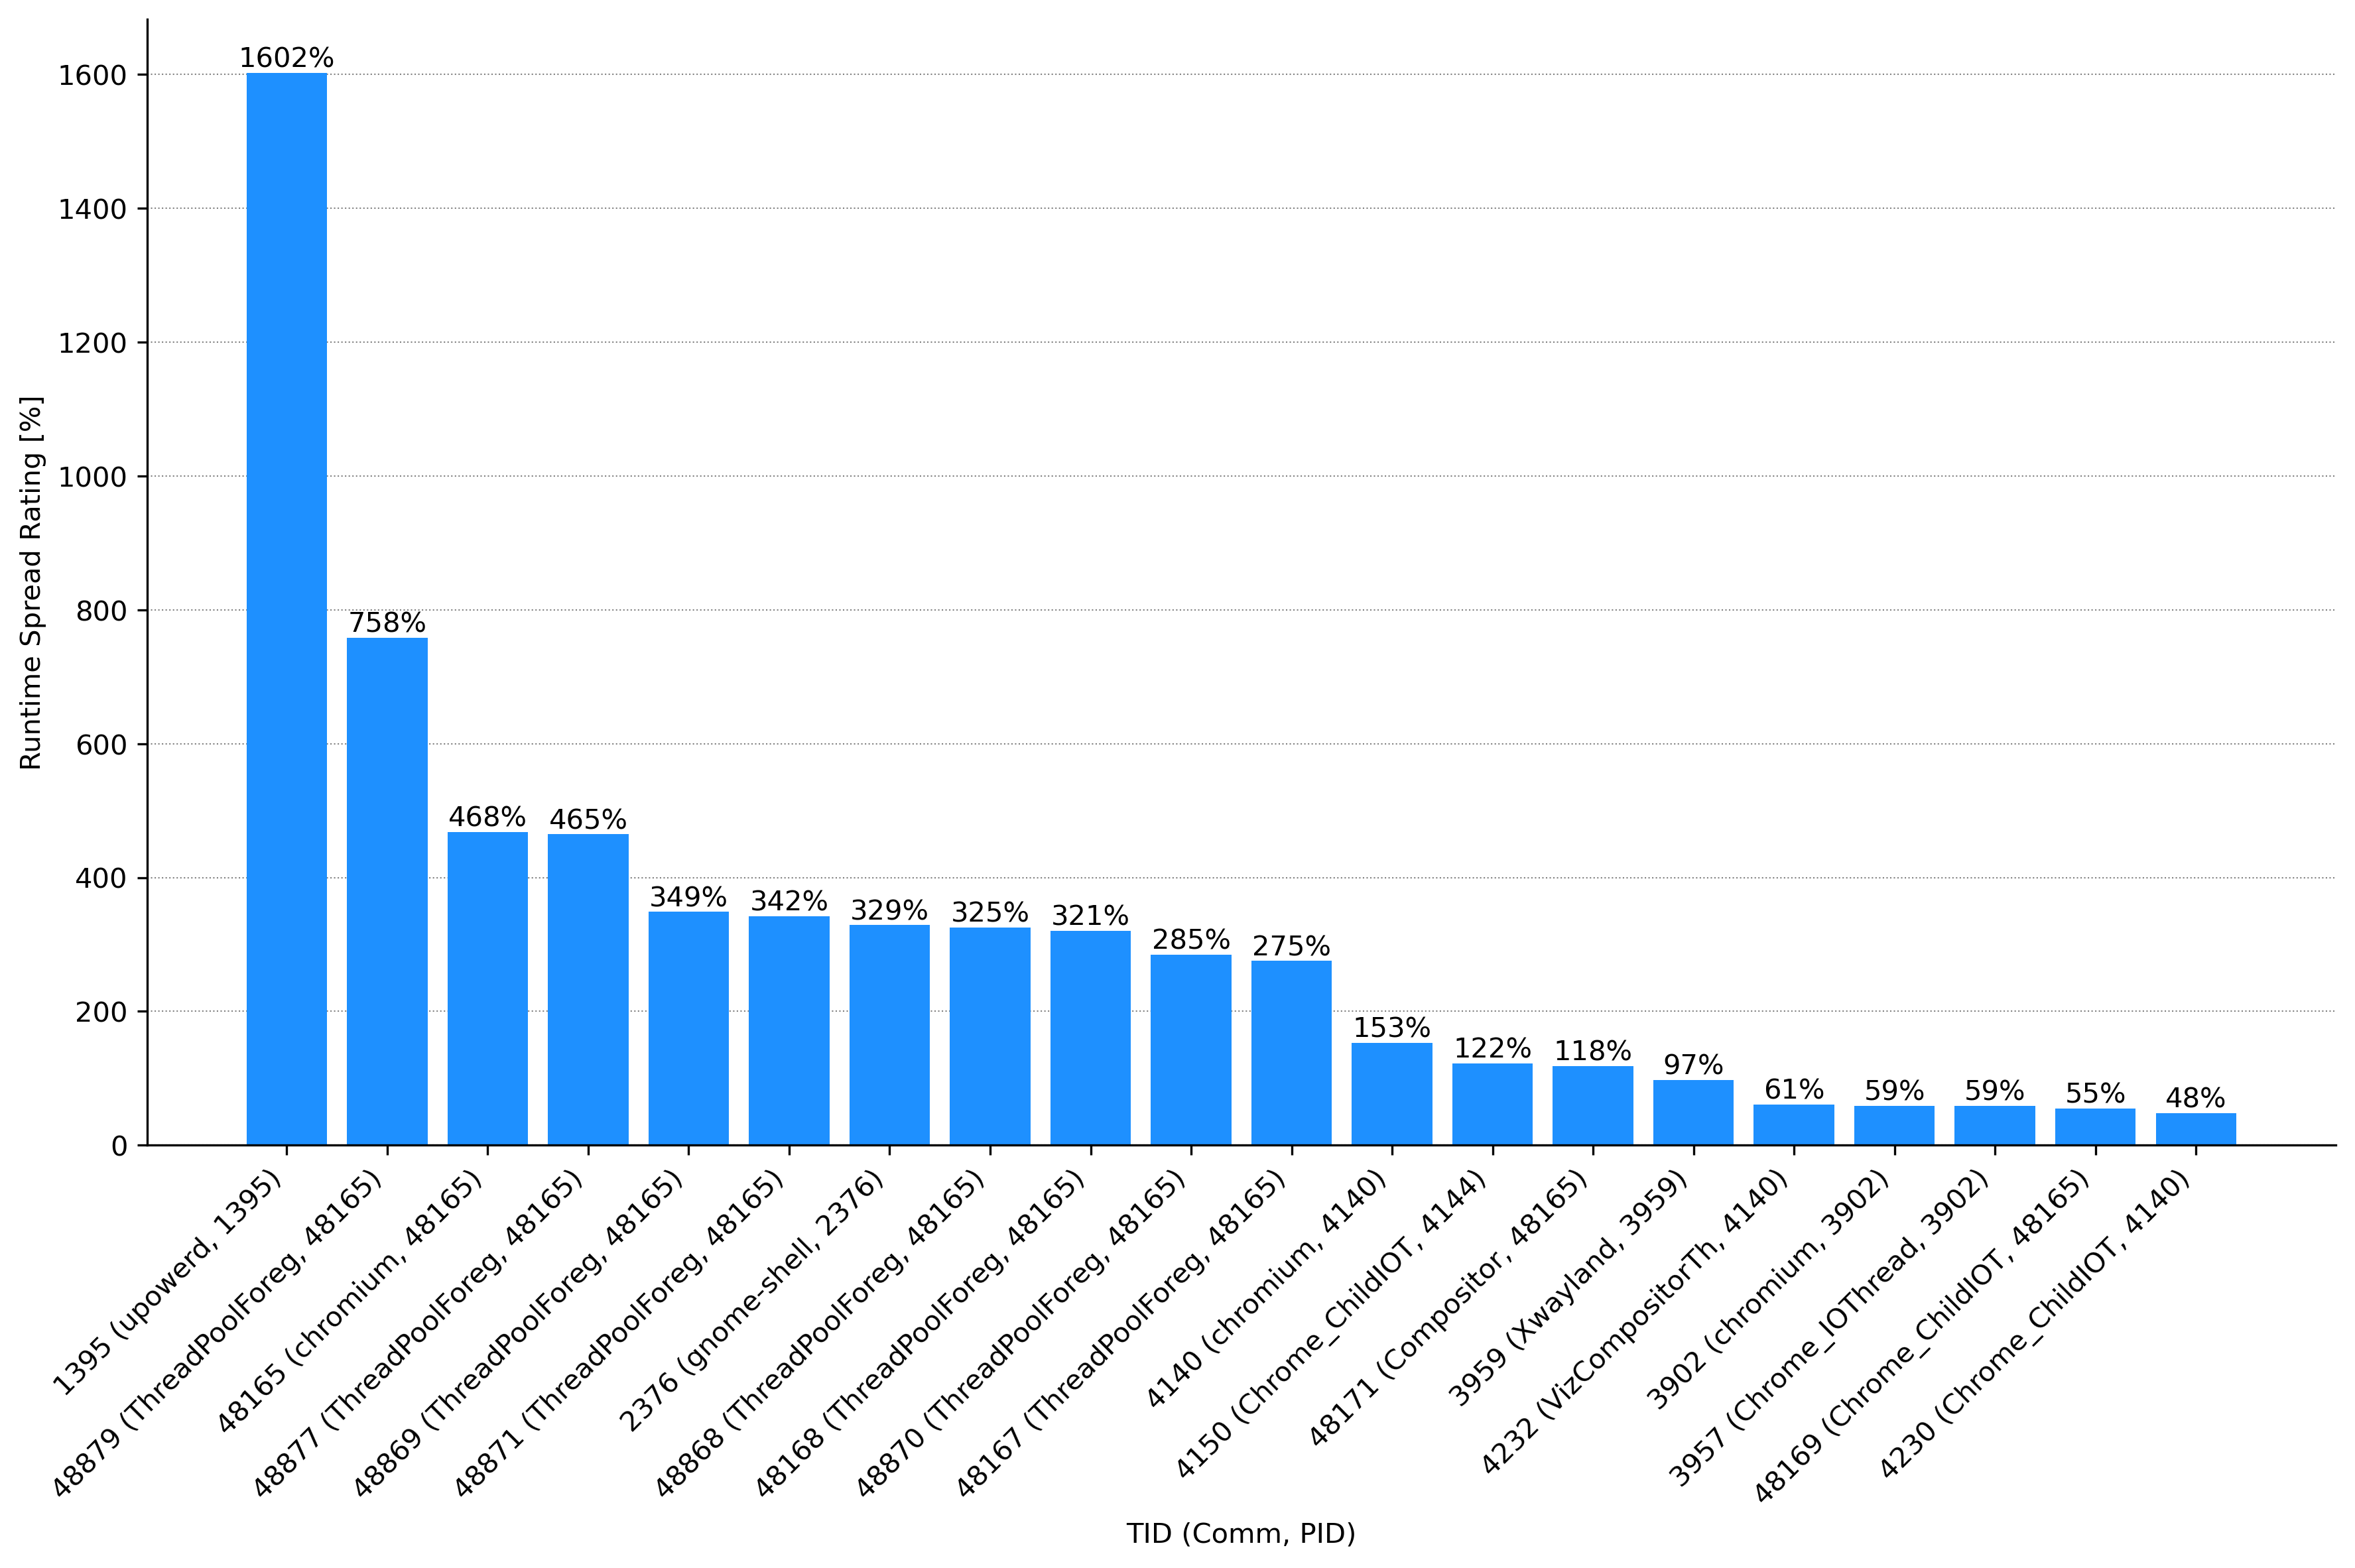 Runtime Spread Rating [%]
1600
1400
1200
1000
800
600
400
200
0
1602%
758%
468%
465%
349%
342%
329%
325%
321%
285%
275%
153%
122%
118%
97%
61%
59%
59%
55%
48%
1395 (upowerd, 1395)
48879 (ThreadPoolForeg, 48165)
48165 (chromium, 48165)
48877 (ThreadPoolForeg, 48165)
48869 (ThreadPoolForeg, 48165)
48871 (ThreadPoolForeg, 48165)
2376 (gnome-shell, 2376)
48868 (ThreadPoolForeg, 48165)
48168 (ThreadPoolForeg, 48165)
48870 (ThreadPoolForeg, 48165)
48167 (ThreadPoolForeg, 48165)
4140 (chromium, 4140)
4150 (Chrome_ChildIOT, 4144)
48171 (Compositor, 48165)
3959 (Xwayland, 3959)
4232 (VizCompositorTh, 4140)
3902 (chromium, 3902)
3957 (Chrome_IOThread, 3902)
48169 (Chrome_ChildIOT, 48165)
4230 (Chrome_ChildIOT, 4140)
TID (Comm, PID)